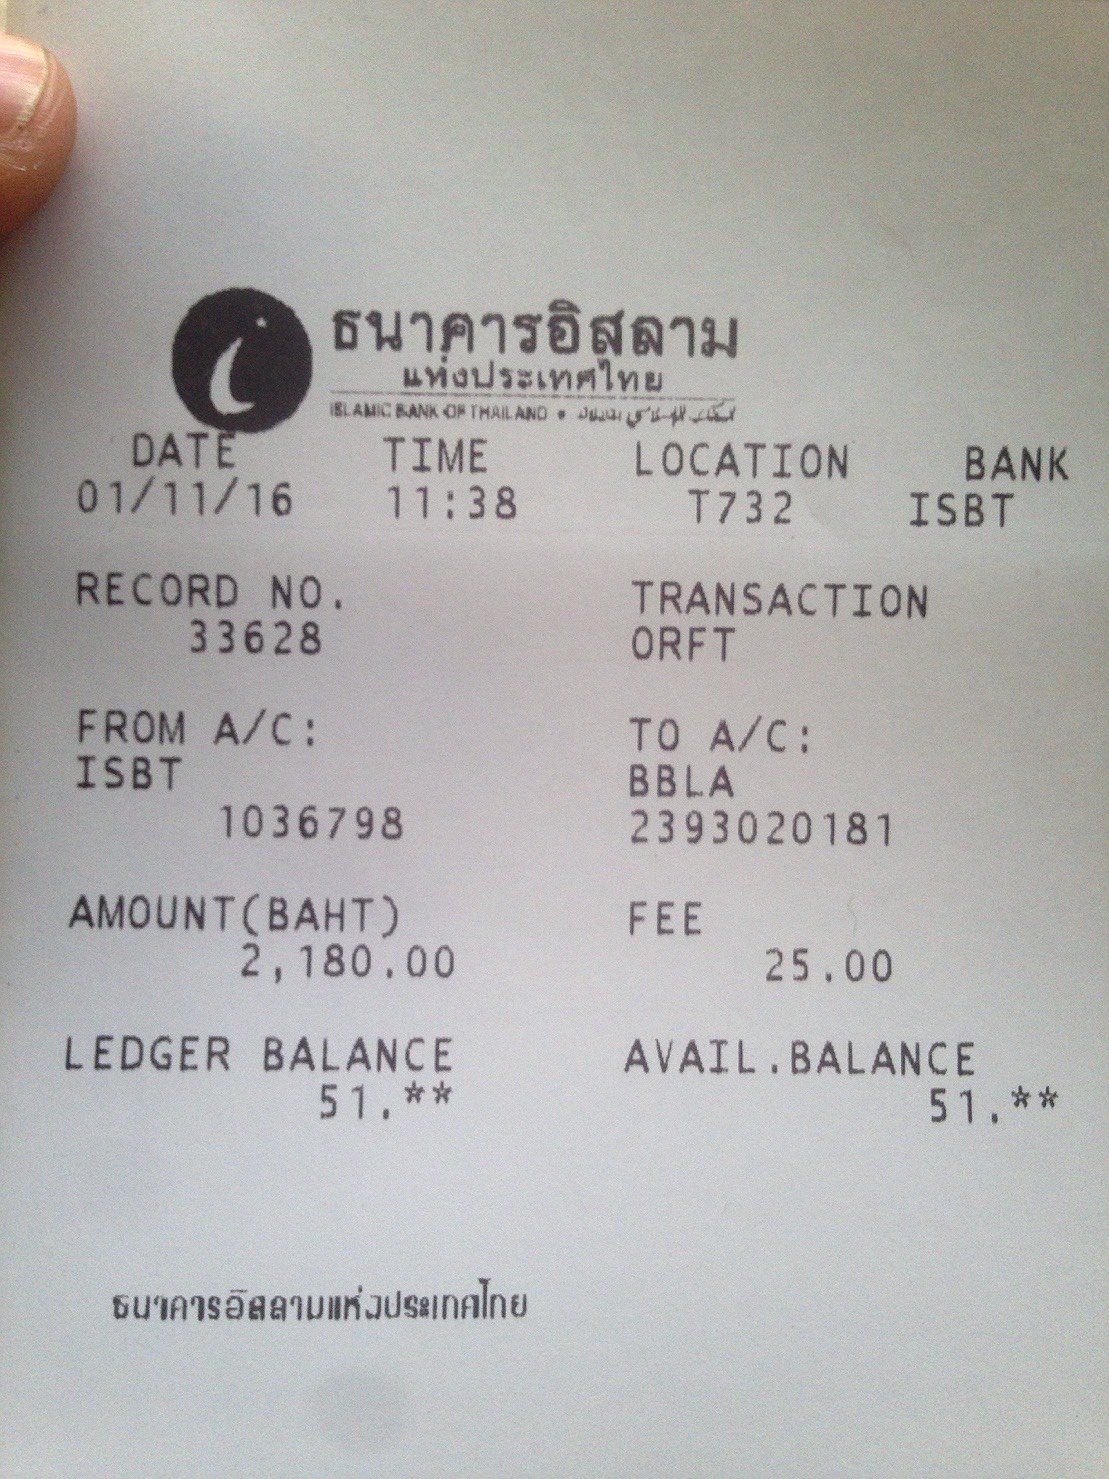 ธนาคารอิสลาม
แห่งประเทศไทย
ISLAMIC BANK OF THAILAND •
DATE TIME LOCATION BANK
01/11/16 11:38 T732 ISBT
RECORD NO. TRANSACTION
33628 ORFT
FROM A/C: TO A/C:
ISBT BBLA
1036798 2393020181
AMOUNT(BAHT) FEE
2,180.00 25.00
LEDGER BALANCE AVAIL.BALANCE
51.** 51.**
ธนาคารอิสลามแห่งประเทศไทย